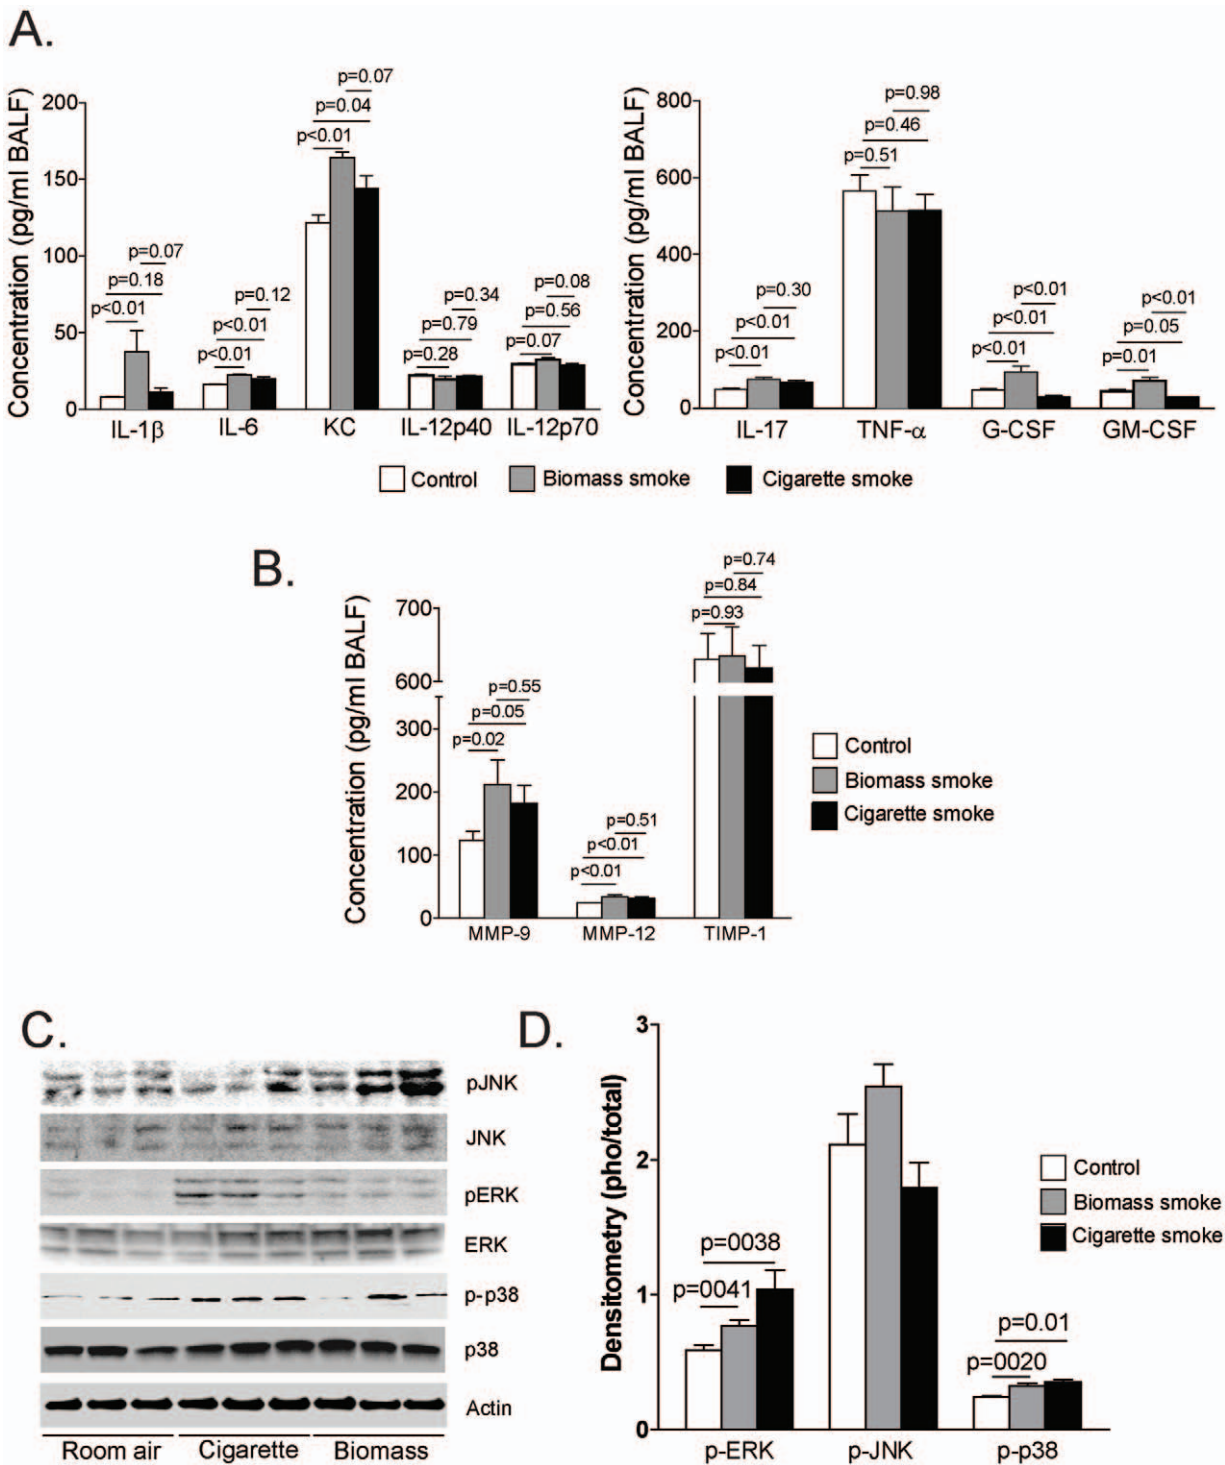 A.
Concentration (pg/ml BALF)
200
150
100
50
0
p<0.01
p=0.18
p=0.07
p<0.01
p<0.01
p=0.12
p<0.01
p=0.04
p=0.07
p=0.28
p=0.79
p=0.34
p=0.07
p=0.56
p=0.08
IL-1β IL-6 KC IL-12p40 IL-12p70
Concentration (pg/ml BALF)
800
600
400
200
0
p<0.01
p<0.01
p=0.30
p=0.51
p=0.46
p=0.98
p<0.01
p<0.01
p<0.01
p=0.01
p=0.05
p<0.01
IL-17 TNF-α G-CSF GM-CSF
Control Biomass smoke Cigarette smoke
B.
Concentration (pg/ml BALF)
700
600
300
200
100
0
p=0.02
p=0.05
p=0.55
p<0.01
p<0.01
p=0.51
p=0.93
p=0.84
p=0.74
MMP-9 MMP-12 TIMP-1
Control
Biomass smoke
Cigarette smoke
C.
pJNK
JNK
pERK
ERK
p-p38
p38
Actin
Room air Cigarette Biomass
D.
Densitometry (pho/total)
3
2
1
0
p=0038
p=0041
p=0.01
p=0020
p-ERK p-JNK p-p38
Control
Biomass smoke
Cigarette smoke